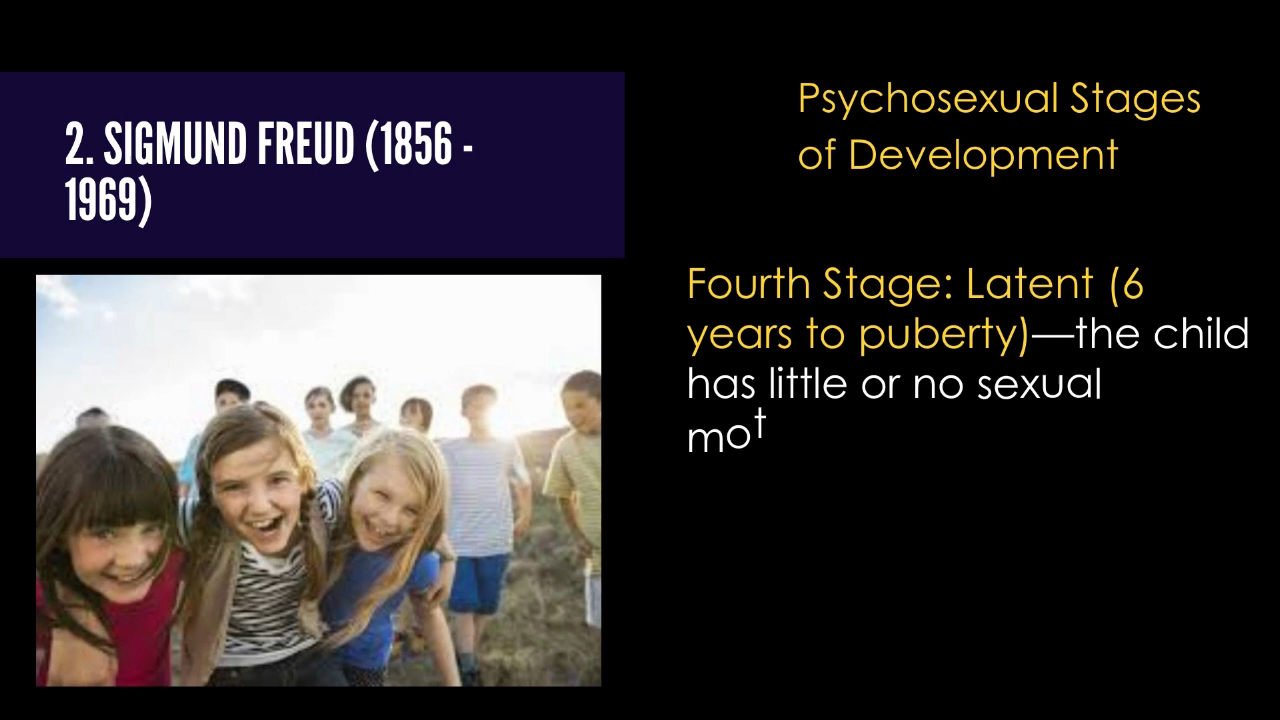 2. SIGMUND FREUD (1856 -
1969)
Psychosexual Stages
of Development
Fourth Stage: Latent (6
years to puberty)—the child
has little or no sexual
mot